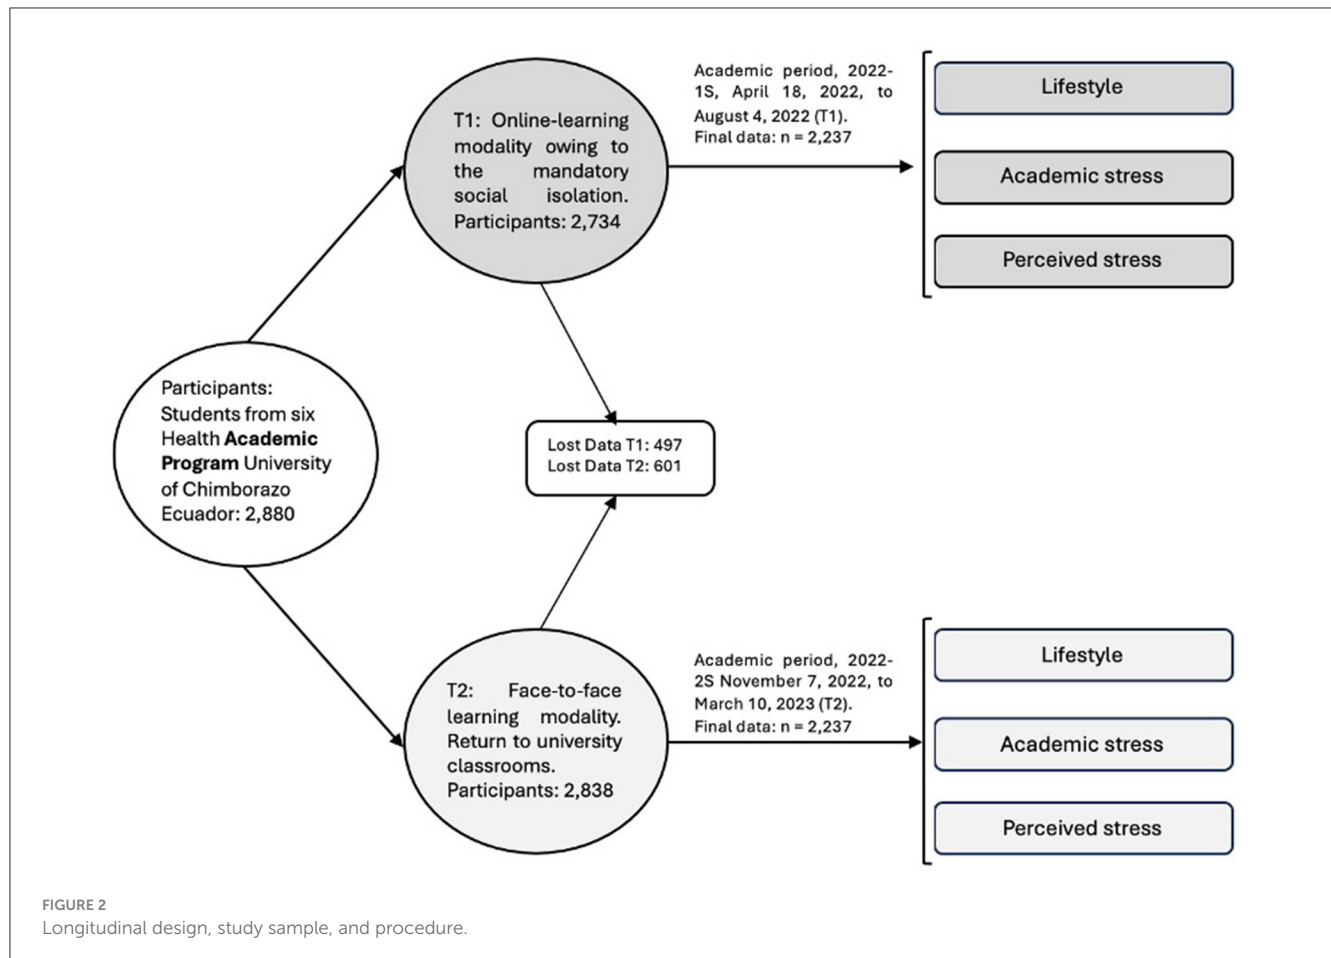 Participants:
Students from six
Health Academic
Program University
of Chimborazo
Ecuador: 2,880
T1: Online-learning
modality owing to
the mandatory
social isolation.
Participants: 2,734
Academic period, 2022-
1S, April 18, 2022, to
August 4, 2022 (T1).
Final data: n = 2,237
Lifestyle
Academic stress
Perceived stress
Lost Data T1: 497
Lost Data T2: 601
T2: Face-to-face
learning modality.
Return to university
classrooms.
Participants: 2,838
Academic period, 2022-
2S November 7, 2022, to
March 10, 2023 (T2).
Final data: n = 2,237
Lifestyle
Academic stress
Perceived stress
FIGURE 2
Longitudinal design, study sample, and procedure.